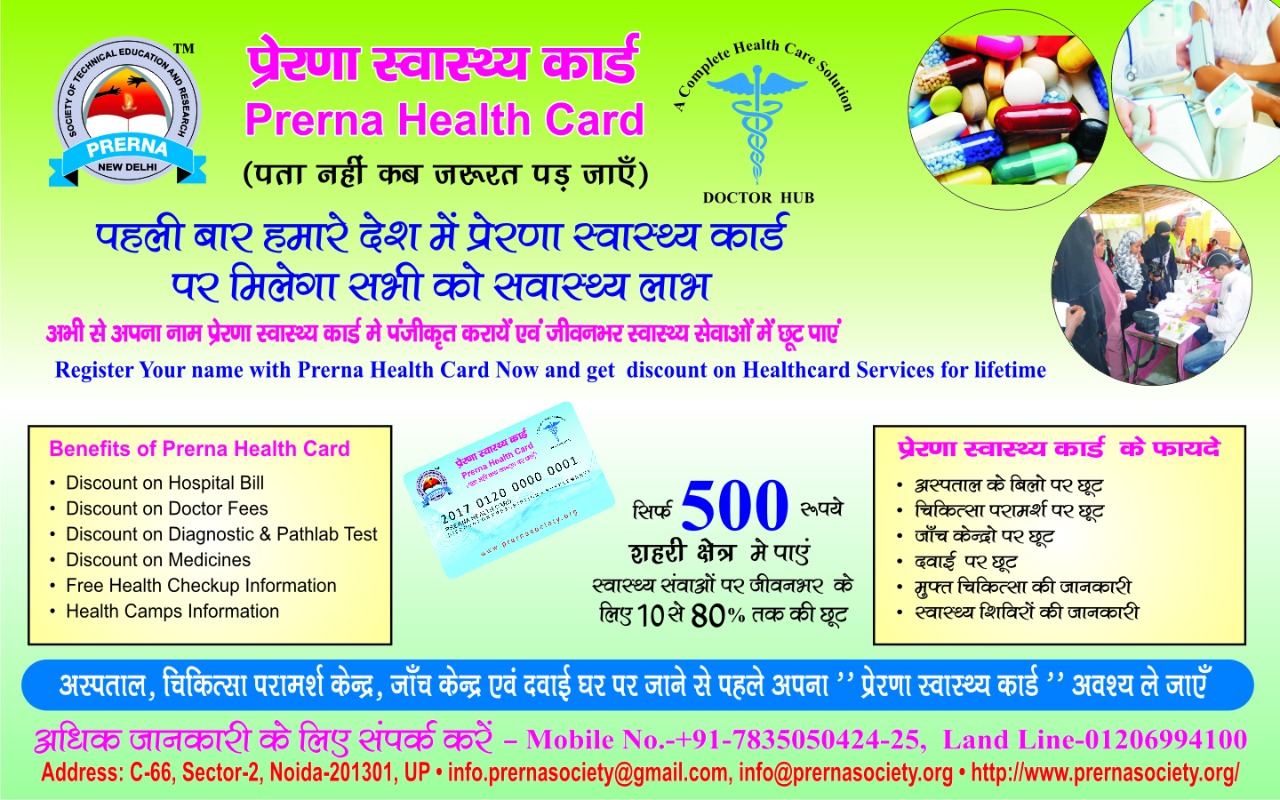 SOCIETY OF TECHNICAL EDUCATION AND RESEARCH
PRERNA
NEW DELHI
TM
प्रेरणा स्वास्थ्य कार्ड
Prerna Health Card
(पता नहीं कब जरूरत पड़ जाएँ)
A Complete Health Care Solution
DOCTOR HUB
पहली बार हमारे देश में प्रेरणा स्वास्थ्य कार्ड
पर मिलेगा सभी को सवास्थ्य लाभ
अभी से अपना नाम प्रेरणा स्वास्थ्य कार्ड मे पंजीकृत करायें एवं जीवनभर स्वास्थ्य सेवाओं में छूट पाएं
Register Your name with Prerna Health Card Now and get discount on Healthcard Services for lifetime
Benefits of Prerna Health Card
• Discount on Hospital Bill
• Discount on Doctor Fees
• Discount on Diagnostic & Pathlab Test
• Discount on Medicines
• Free Health Checkup Information
• Health Camps Information
प्रेरणा स्वास्थ्य कार्ड
Prerna Health Card
2017 0120 0000 0001
PRERNA HEALTH CARD
www.prernasociety.org
सिर्फ 500 रूपये
शहरी क्षेत्र मे पाएं
स्वास्थ्य संवाओं पर जीवनभर के
लिए 10 से 80% तक की छूट
प्रेरणा स्वास्थ्य कार्ड के फायदे
• अस्पताल के बिलो पर छूट
• चिकित्सा परामर्श पर छूट
• जाँच केन्द्रो पर छूट
• दवाई पर छूट
• मुफ्त चिकित्सा की जानकारी
• स्वास्थ्य शिविरों की जानकारी
अस्पताल, चिकित्सा परामर्श केन्द्र, जाँच केन्द्र एवं दवाई घर पर जाने से पहले अपना ’’ प्रेरणा स्वास्थ्य कार्ड ’’ अवश्य ले जाएँ
अधिक जानकारी के लिए संपर्क करें – Mobile No.-+91-7835050424-25, Land Line-01206994100
Address: C-66, Sector-2, Noida-201301, UP • info.prernasociety@gmail.com, info@prernasociety.org • http://www.prernasociety.org/